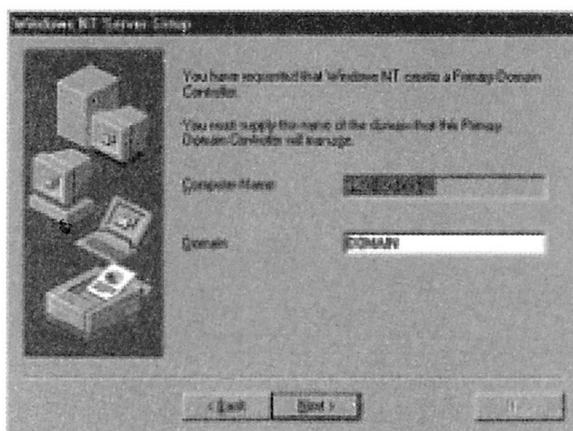 Windows NT Server Setup
You have requested that Windows NT create a Primary Domain
Controller.
You must supply the name of the domain that this Primary
Domain Controller will manage.
Computer Name:
Domain:
DOMAIN
< Back
Next >